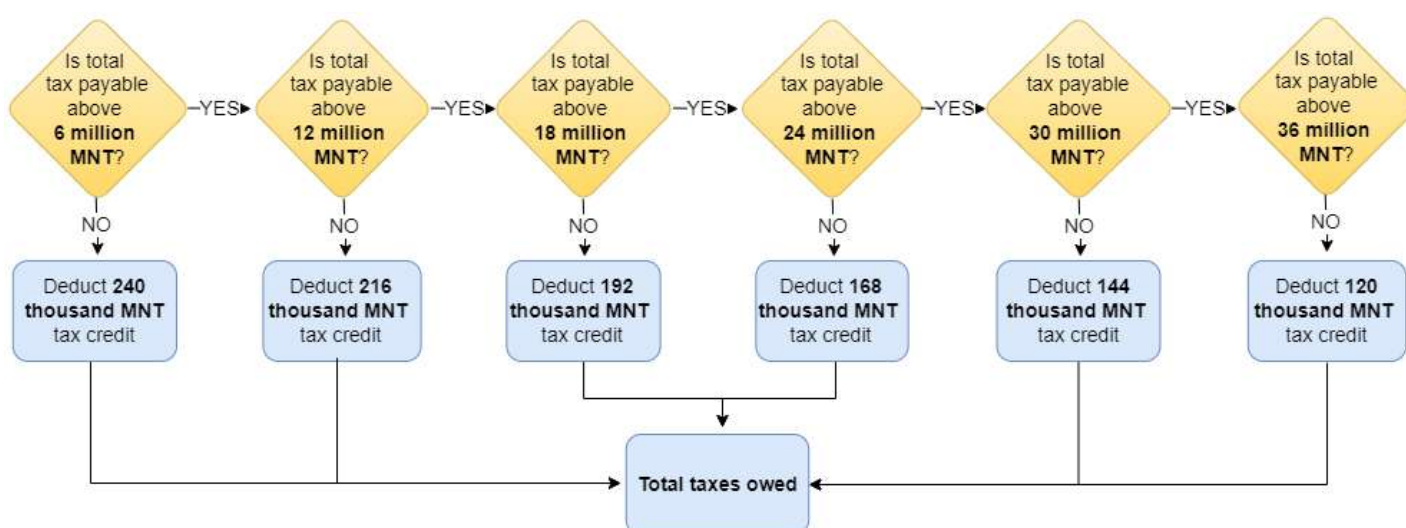 Is total
tax payable
above
6 million
MNT?
YES
Is total
tax payable
above
12 million
MNT?
YES
Is total
tax payable
above
18 million
MNT?
YES
Is total
tax payable
above
24 million
MNT?
YES
Is total
tax payable
above
30 million
MNT?
YES
Is total
tax payable
above
36 million
MNT?
NO
NO
NO
NO
NO
NO
Deduct 240
thousand MNT
tax credit
Deduct 216
thousand MNT
tax credit
Deduct 192
thousand MNT
tax credit
Deduct 168
thousand MNT
tax credit
Deduct 144
thousand MNT
tax credit
Deduct 120
thousand MNT
tax credit
Total taxes owed